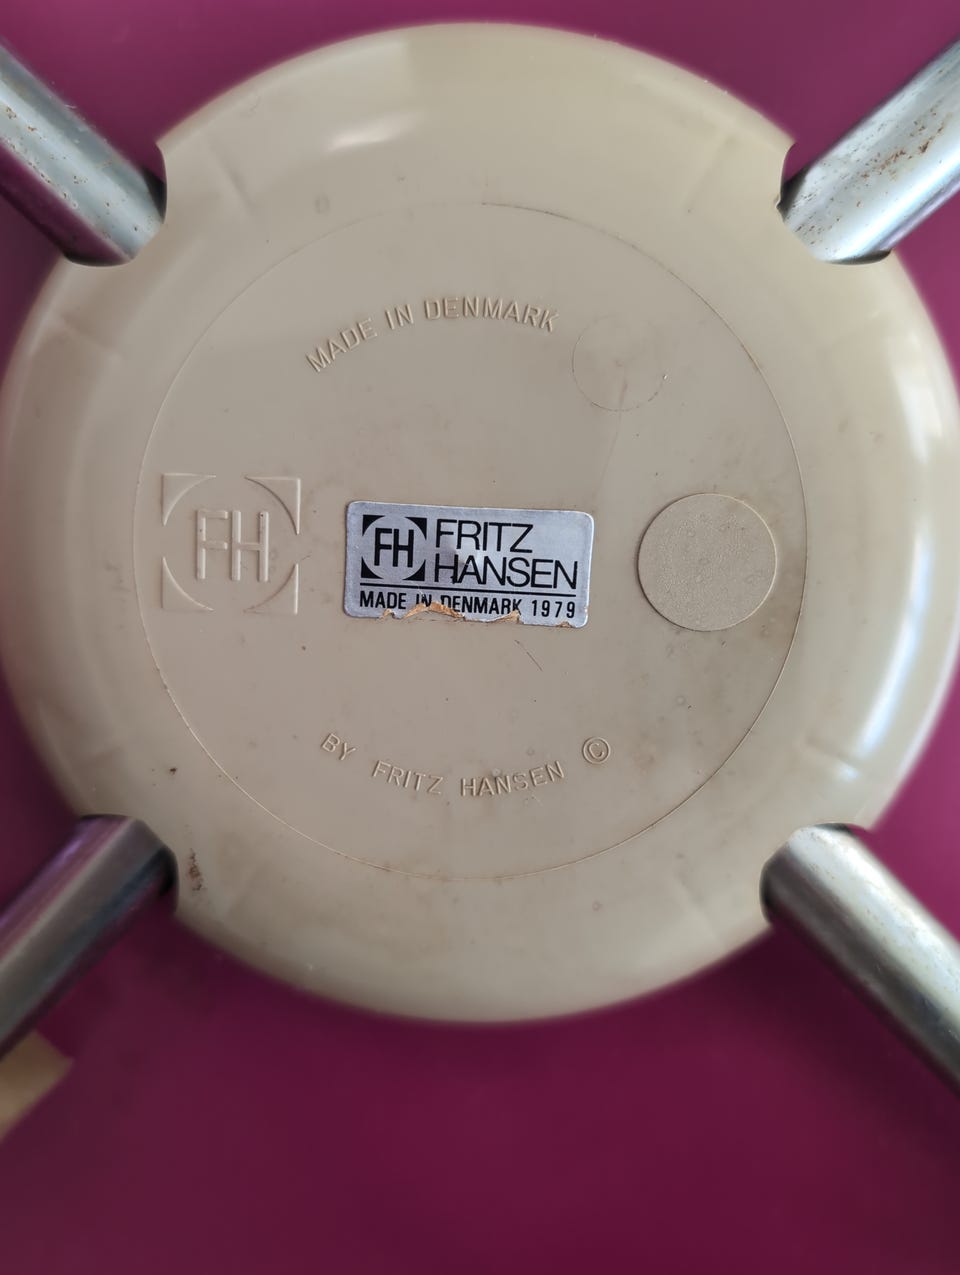 MADE IN DENMARK
FH
FH FRITZ
HANSEN
MADE IN DENMARK 1979
BY FRITZ HANSEN ©